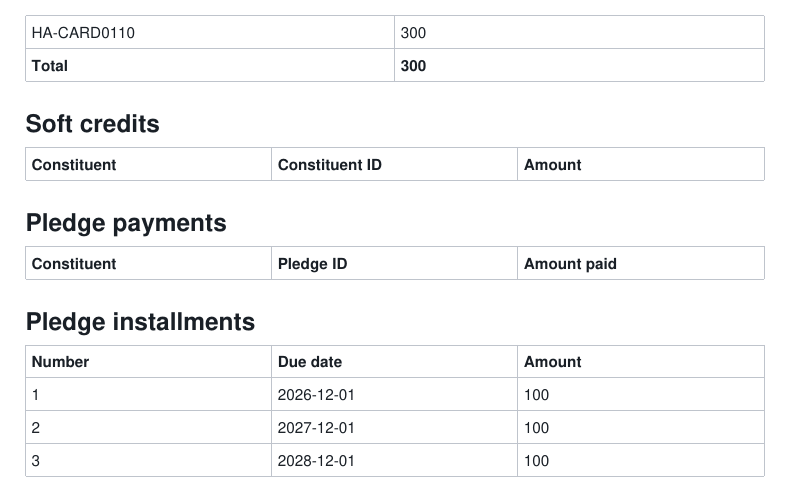 HA-CARD0110 300
Total 300
Soft credits
Constituent Constituent ID Amount
Pledge payments
Constituent Pledge ID Amount paid
Pledge installments
Number Due date Amount
1 2026-12-01 100
2 2027-12-01 100
3 2028-12-01 100